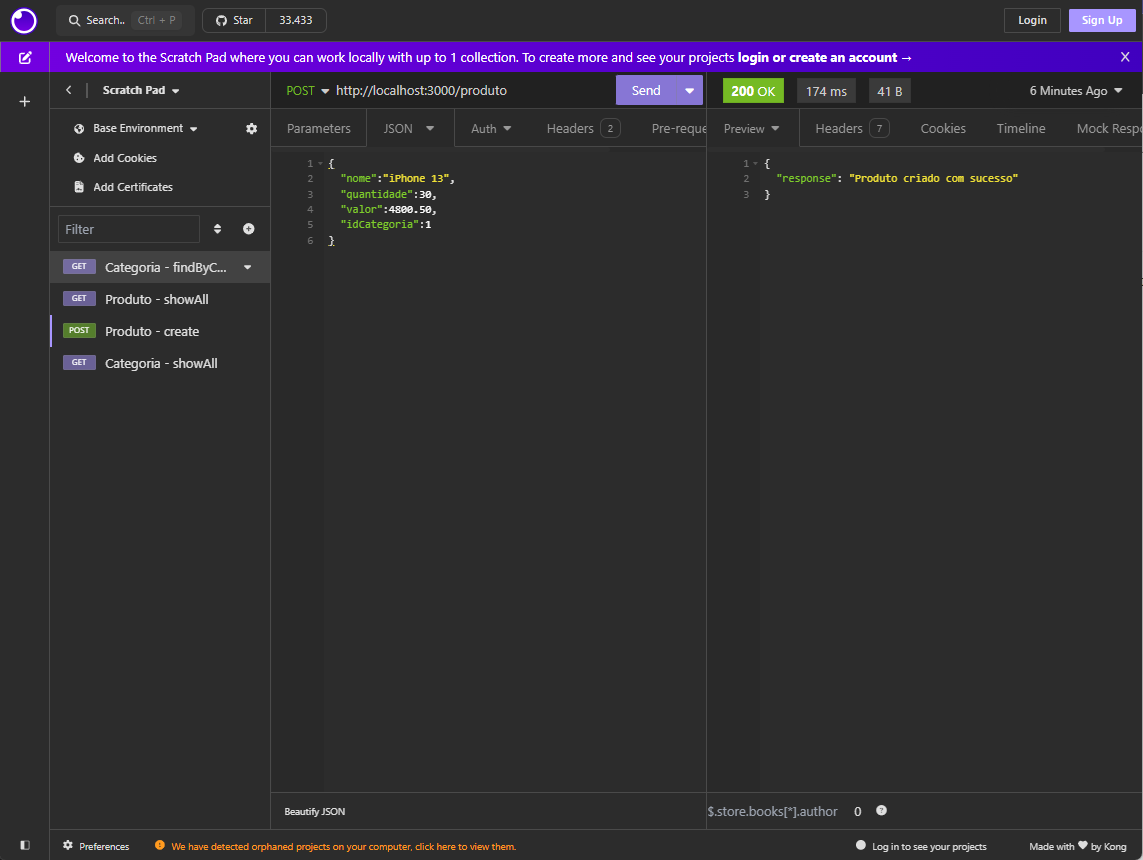 Search.. Ctrl + P Star 33.433 Login Sign Up
Welcome to the Scratch Pad where you can work locally with up to 1 collection. To create more and see your projects login or create an account →
Scratch Pad
Base Environment
Add Cookies
Add Certificates
Filter
GET Categoria - findByC...
GET Produto - showAll
POST Produto - create
GET Categoria - showAll
POST http://localhost:3000/produto Send
Parameters JSON Auth Headers 2 Pre-reque
1 {
2 "nome":"iPhone 13",
3 "quantidade":30,
4 "valor":4800.50,
5 "idCategoria":1
6 }
Beautify JSON
200 OK 174 ms 41 B 6 Minutes Ago
Preview Headers 7 Cookies Timeline Mock Resp
1 {
2 "response": "Produto criado com sucesso"
3 }
$.store.books[*].author 0
Preferences We have detected orphaned projects on your computer, click here to view them. Log in to see your projects Made with ♥ by Kong